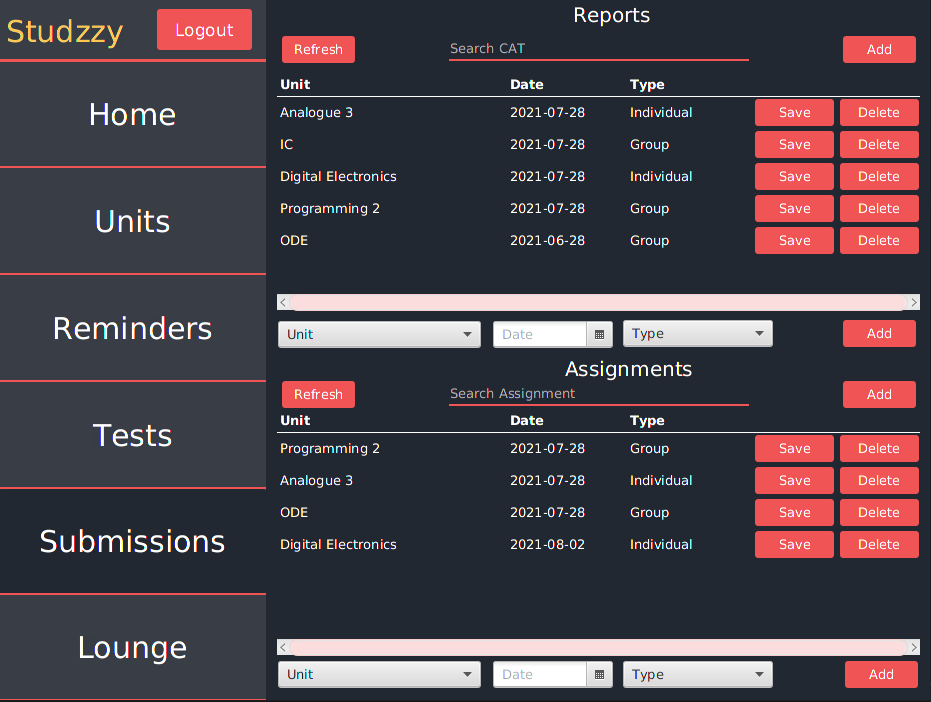 Studzzy Logout
Home
Units
Reminders
Tests
Submissions
Lounge
Reports
Refresh Search CAT Add
Unit Date Type
Analogue 3 2021-07-28 Individual Save Delete
IC 2021-07-28 Group Save Delete
Digital Electronics 2021-07-28 Individual Save Delete
Programming 2 2021-07-28 Group Save Delete
ODE 2021-06-28 Group Save Delete
Unit Date Type Add
Assignments
Refresh Search Assignment Add
Unit Date Type
Programming 2 2021-07-28 Group Save Delete
Analogue 3 2021-07-28 Individual Save Delete
ODE 2021-07-28 Group Save Delete
Digital Electronics 2021-08-02 Individual Save Delete
Unit Date Type Add